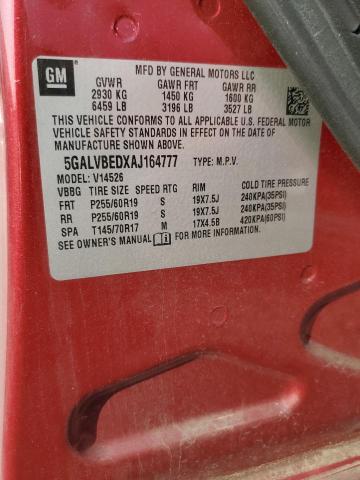 GM
MFD BY GENERAL MOTORS LLC
GVWR GAWR FRT GAWR RR
2930 KG 1450 KG 1600 KG
6459 LB 3196 LB 3527 LB
THIS VEHICLE CONFORMS TO ALL APPLICABLE U.S. FEDERAL MOTOR
VEHICLE SAFETY STANDARDS IN EFFECT ON THE DATE OF
MANUFACTURE SHOWN ABOVE.
5GALVBEDXAJ164777 TYPE: M.P.V.
MODEL: V14526
VBBG TIRE SIZE SPEED RTG RIM COLD TIRE PRESSURE
FRT P255/60R19 S 19X7.5J 240KPA(35PSI)
RR P255/60R19 S 19X7.5J 240KPA(35PSI)
SPA T145/70R17 M 17X4.5B 420KPA(60PSI)
SEE OWNER'S MANUAL FOR MORE INFORMATION